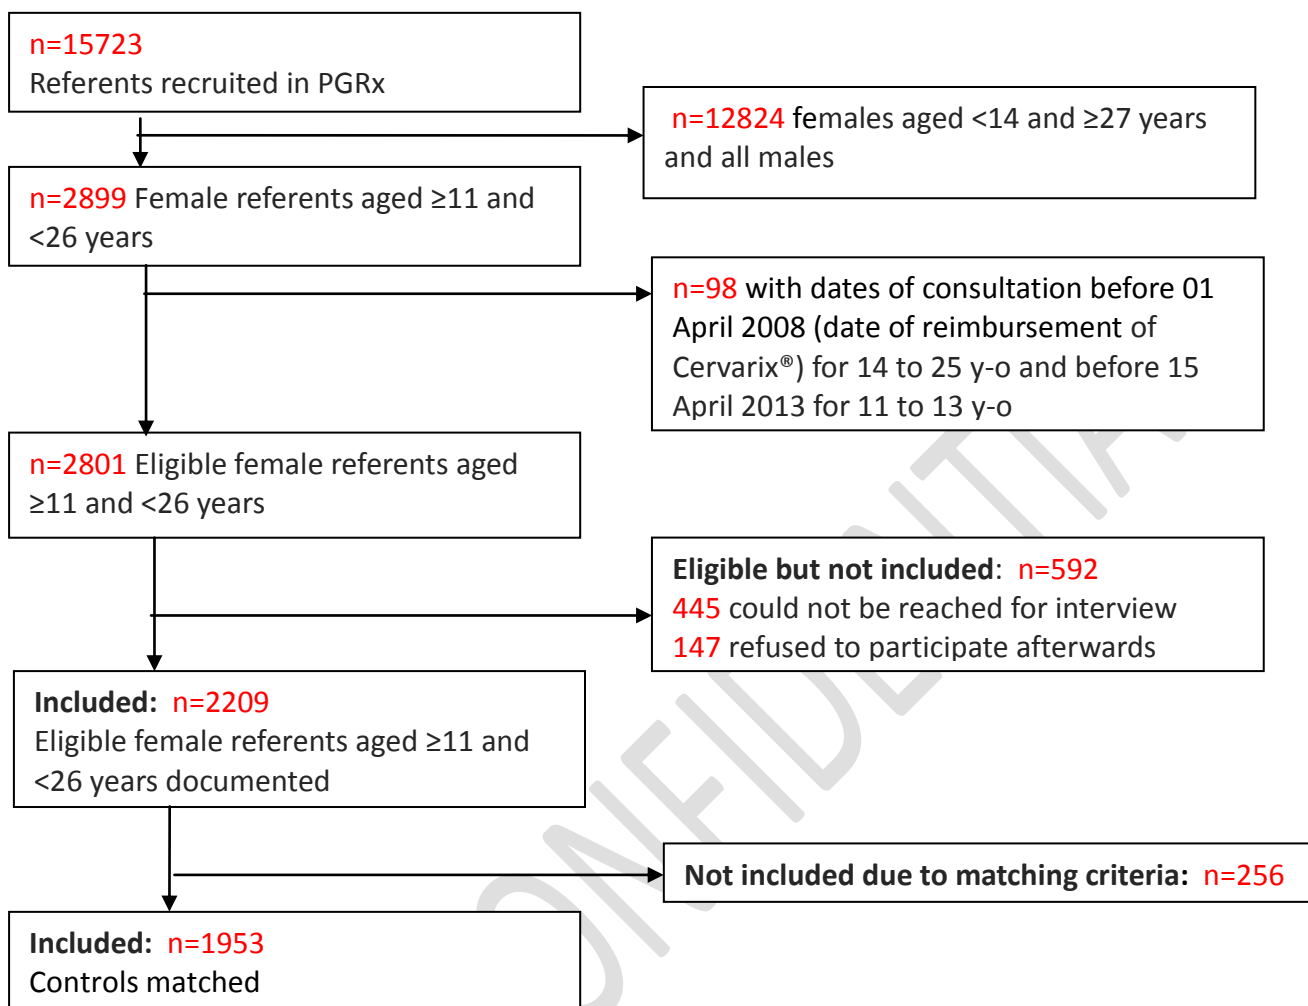 n=15723
Referents recruited in PGRx
n=12824 females aged <14 and ≥27 years
and all males
n=2899 Female referents aged ≥11 and
<26 years
n=98 with dates of consultation before 01
April 2008 (date of reimbursement of
Cervarix®) for 14 to 25 y-o and before 15
April 2013 for 11 to 13 y-o
n=2801 Eligible female referents aged
≥11 and <26 years
Eligible but not included: n=592
445 could not be reached for interview
147 refused to participate afterwards
Included: n=2209
Eligible female referents aged ≥11 and
<26 years documented
Not included due to matching criteria: n=256
Included: n=1953
Controls matched
ONFIDENTIA